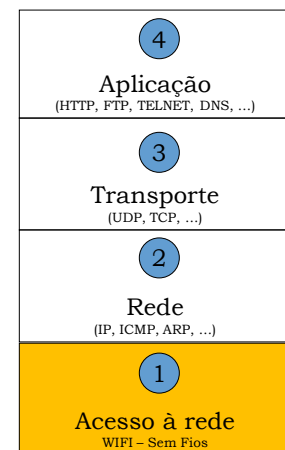 4
Aplicação
(HTTP, FTP, TELNET, DNS, ...)
3
Transporte
(UDP, TCP, ...)
2
Rede
(IP, ICMP, ARP, ...)
1
Acesso à rede
WIFI – Sem Fios